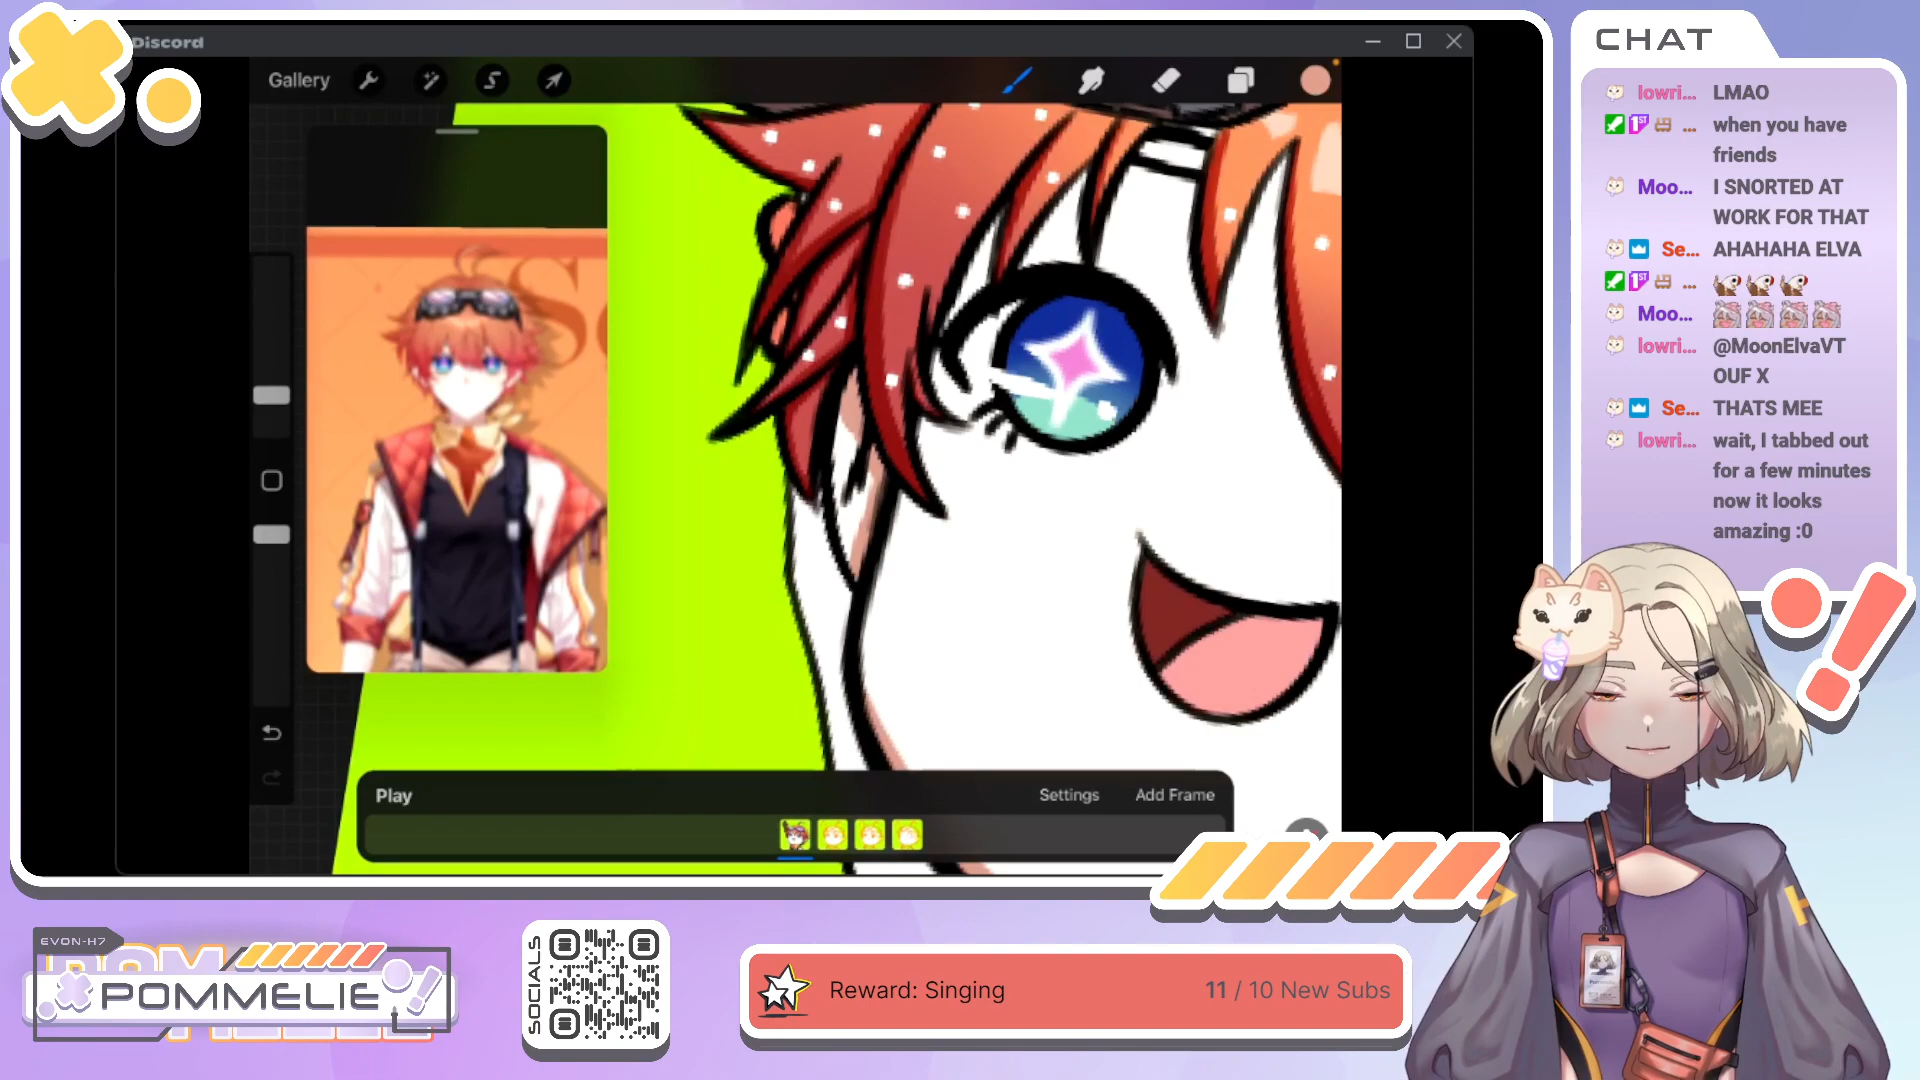 Discord
Gallery
Play
Settings
Add Frame
CHAT
lowri... LMAO
1ST ... when you have
friends
Moo... I SNORTED AT
WORK FOR THAT
Se... AHAHAHA ELVA
1ST ...
Moo...
lowri... @MoonElvaVT
OUF X
Se... THATS MEE
lowri... wait, I tabbed out
for a few minutes
now it looks
amazing :0
EVON-H7
POMMELIE
SOCIALS
Reward: Singing
11 / 10 New Subs